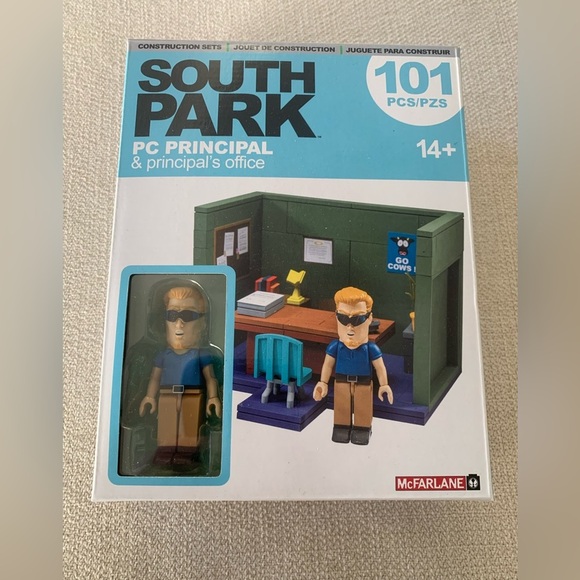 CONSTRUCTION SETS | JOUET DE CONSTRUCTION | JUGUETE PARA CONSTRUIR
SOUTH
PARK™
PC PRINCIPAL
& principal's office
101
PCS/PZS
14+
GO
COWS!
McFARLANE